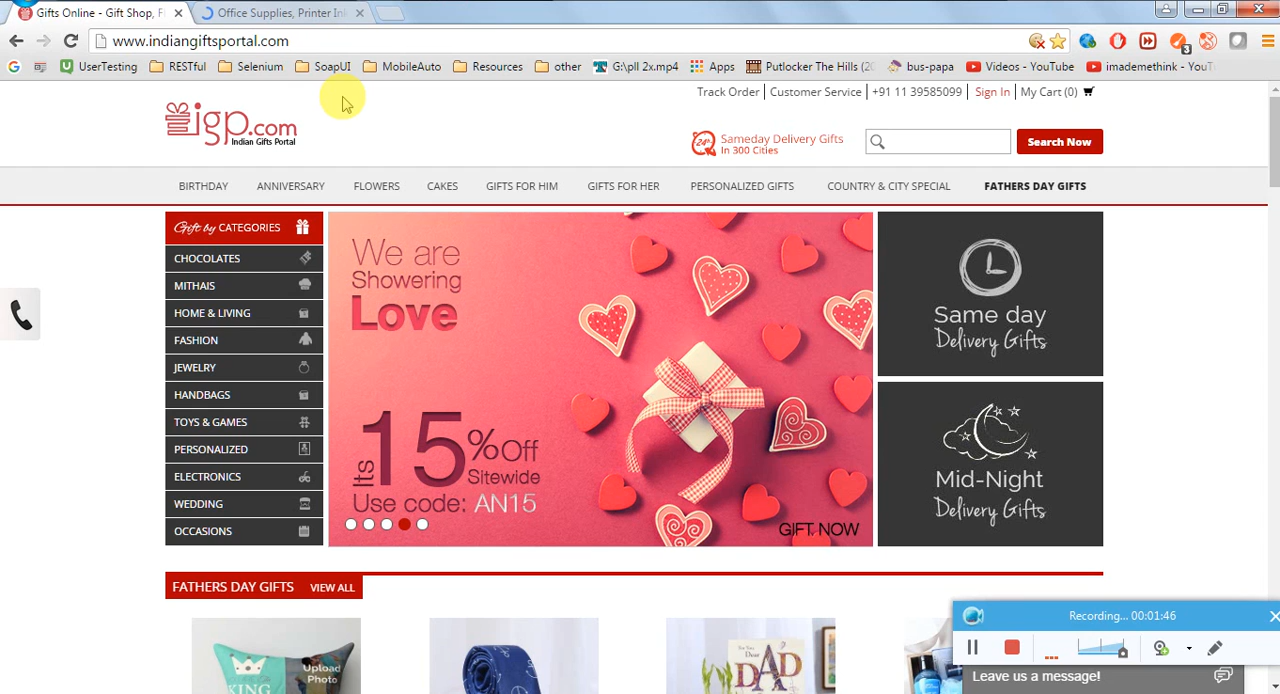 Gifts Online - Gift Shop, F
Office Supplies, Printer Ink
www.indiangiftsportal.com
UserTesting
RESTful
Selenium
SoapUI
MobileAuto
Resources
other
G:\pll 2x.mp4
Apps
Putlocker The Hills (20
bus-papa
Videos - YouTube
imademethink - YouT
Track Order
Customer Service
+91 11 39585099
Sign In
My Cart (0)
igp.com
Indian Gifts Portal
24
Sameday Delivery Gifts
In 300 Cities
Search Now
BIRTHDAY
ANNIVERSARY
FLOWERS
CAKES
GIFTS FOR HIM
GIFTS FOR HER
PERSONALIZED GIFTS
COUNTRY & CITY SPECIAL
FATHERS DAY GIFTS
Gift by CATEGORIES
CHOCOLATES
MITHAIS
HOME & LIVING
FASHION
JEWELRY
HANDBAGS
TOYS & GAMES
PERSONALIZED
ELECTRONICS
WEDDING
OCCASIONS
We are
Showering
Love
Its 15% Off
Sitewide
Use code: AN15
GIFT NOW
Same day
Delivery Gifts
Mid-Night
Delivery Gifts
FATHERS DAY GIFTS
VIEW ALL
KING
Upload
Photo
Dear
DAD
Recording... 00:01:46
Leave us a message!